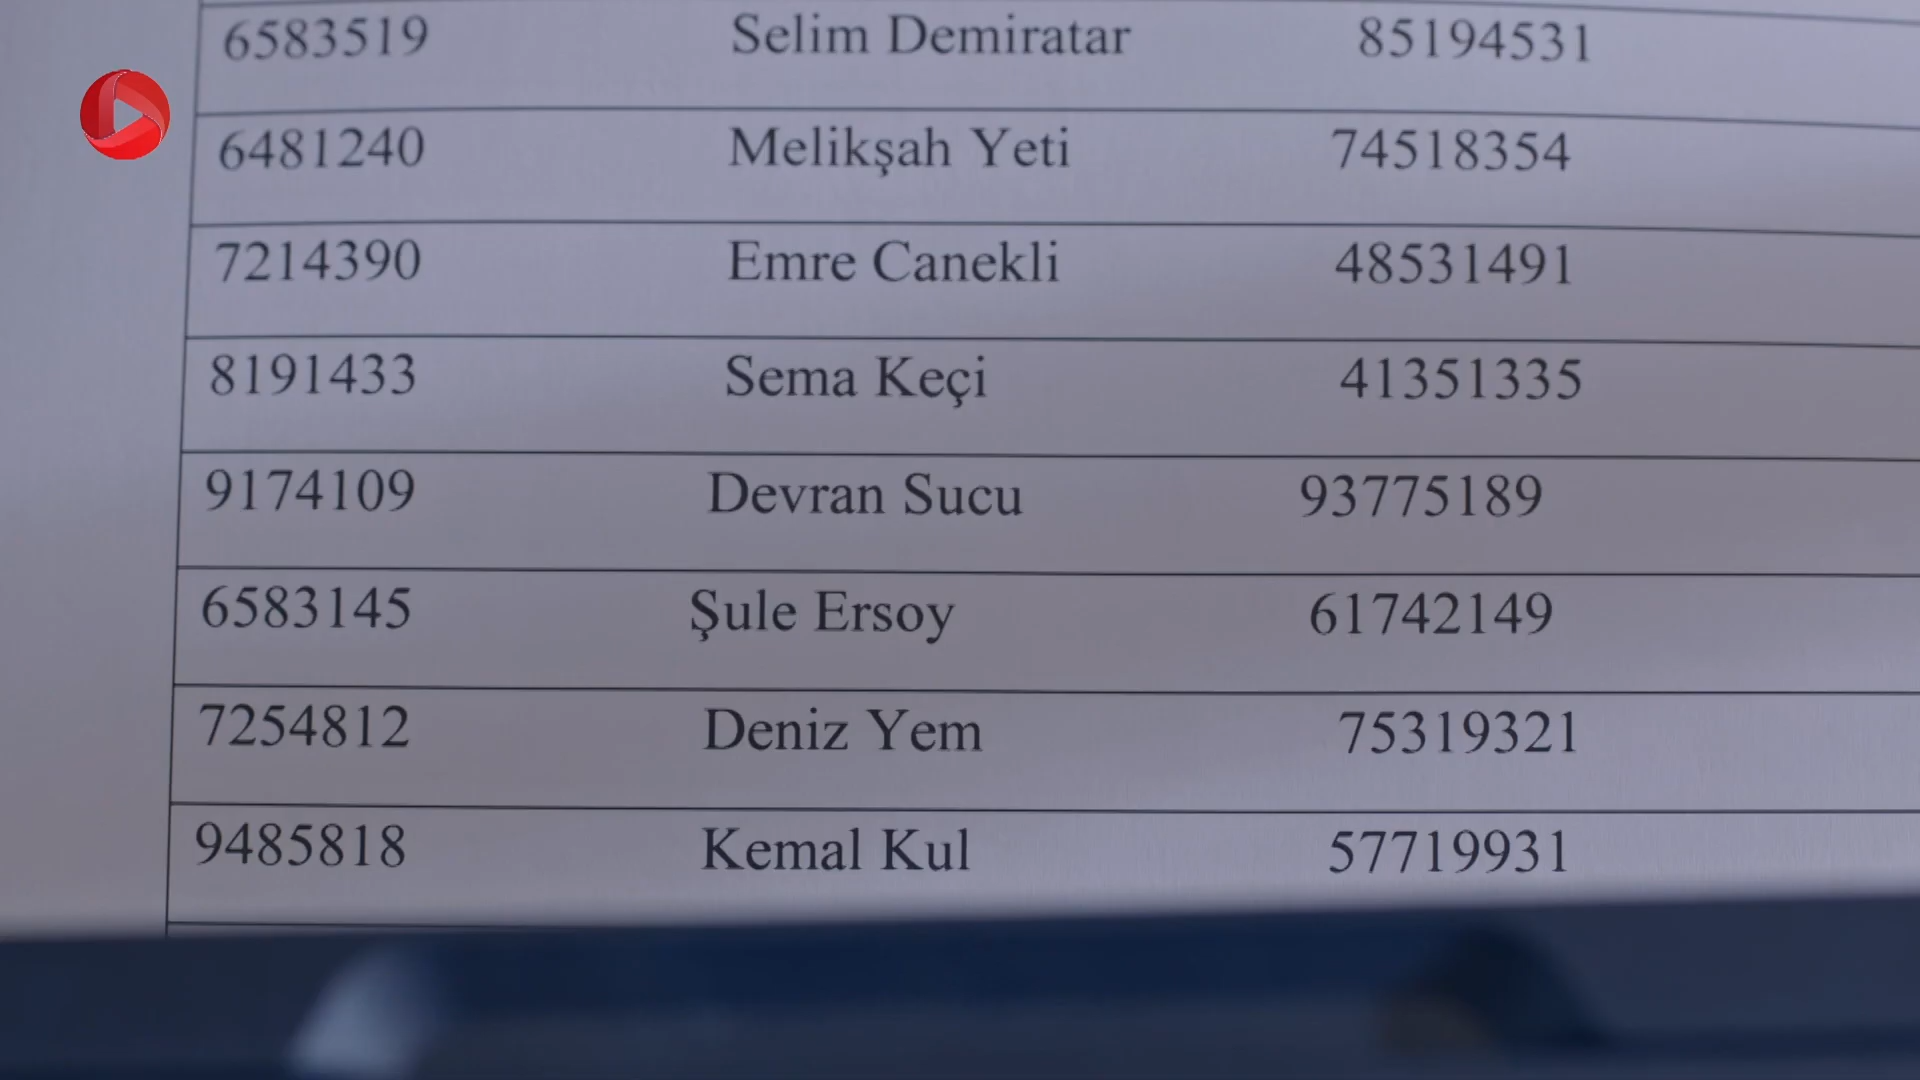 6583519 Selim Demiratar 85194531
6481240 Melikşah Yeti 74518354
7214390 Emre Canekli 48531491
8191433 Sema Keçi 41351335
9174109 Devran Sucu 93775189
6583145 Şule Ersoy 61742149
7254812 Deniz Yem 75319321
9485818 Kemal Kul 57719931